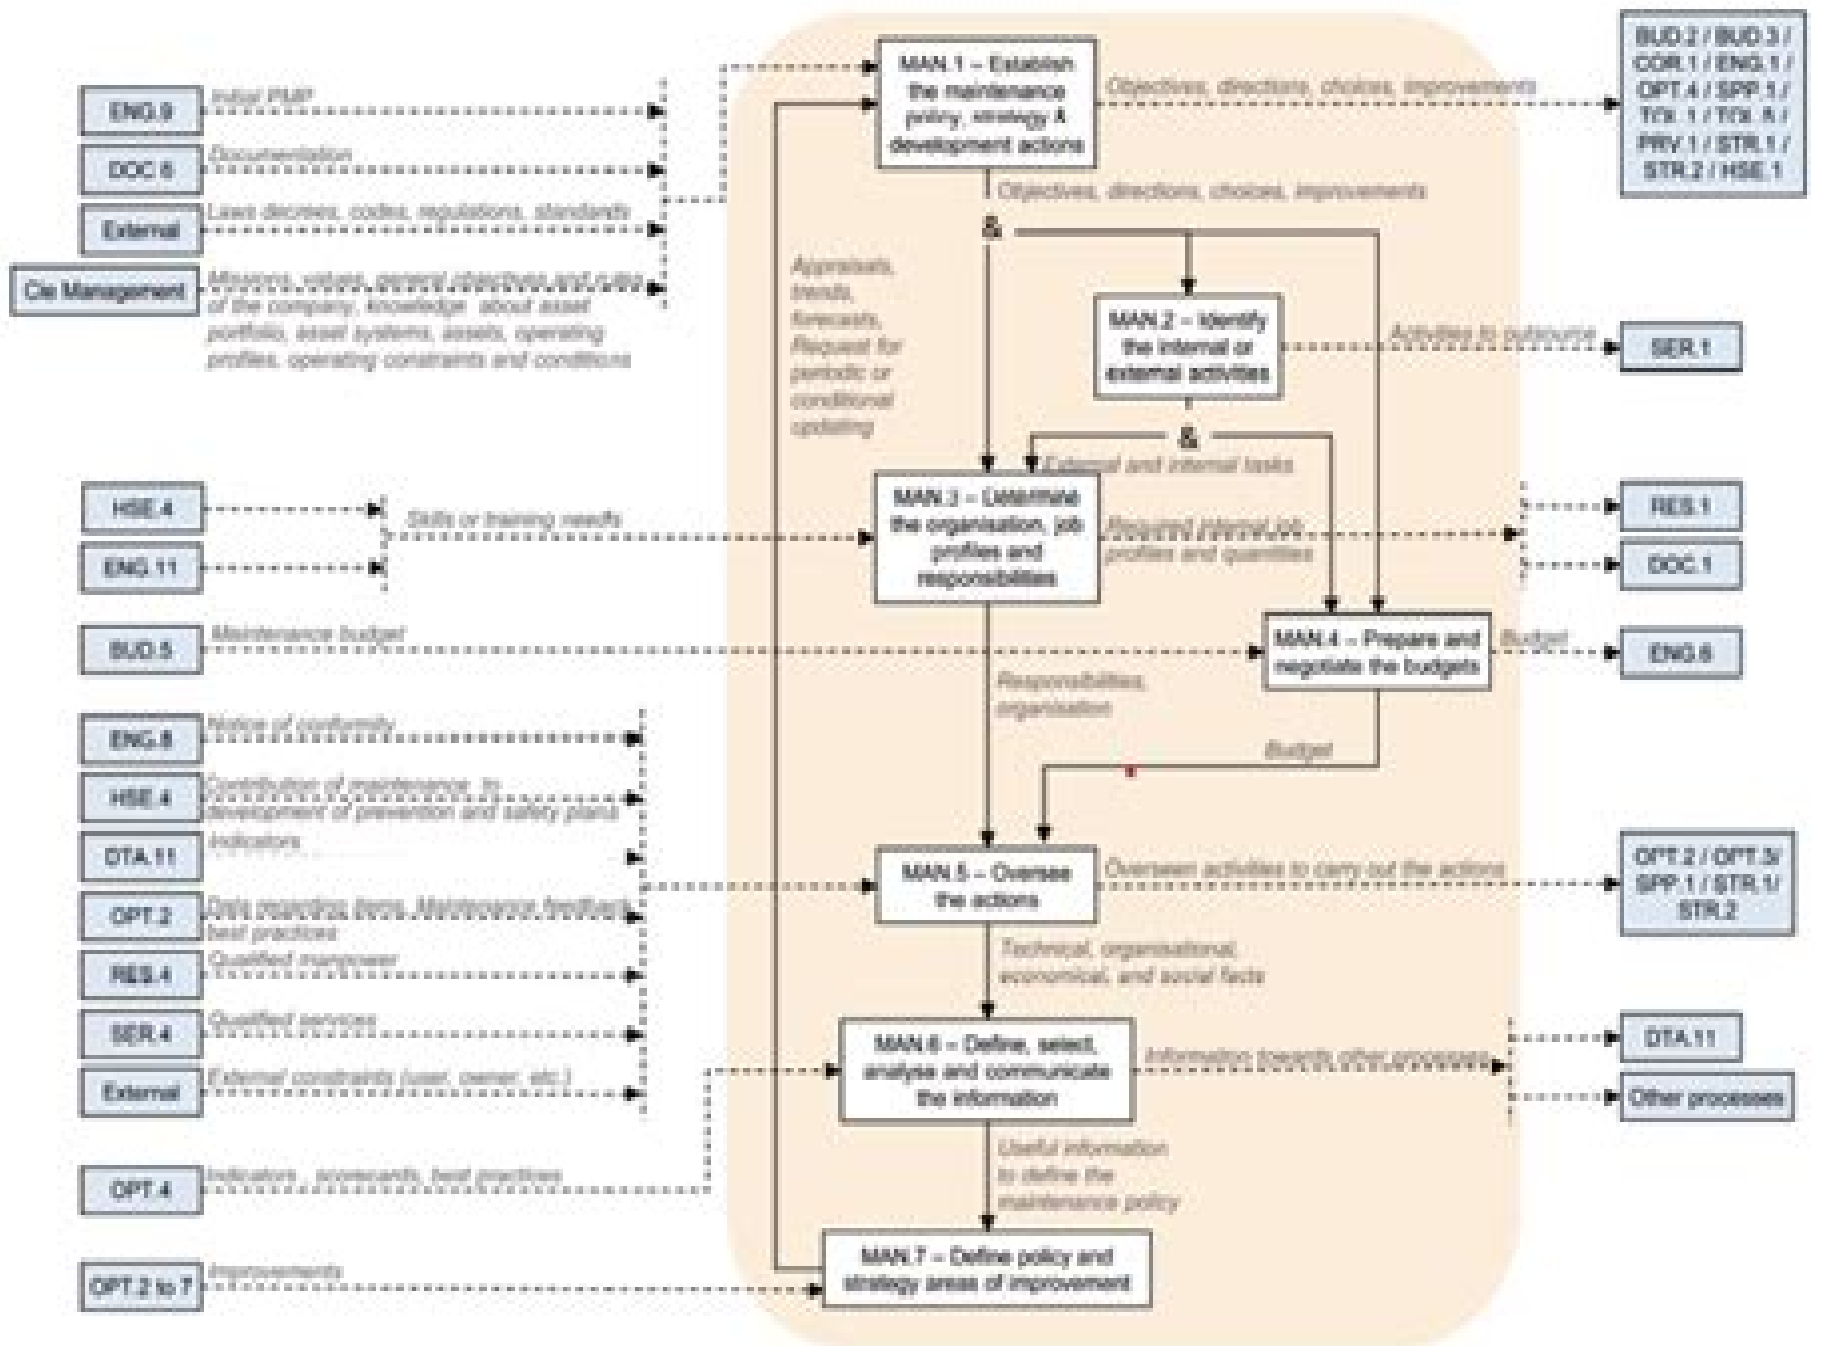 MAN.1 – Establish
the maintenance
policy, strategy &
development actions
Objectives, directions, choices, improvements
BUD.2 / BUD.3 /
COR.1 / ENG.1 /
OPT.4 / SPP.1 /
PRV.1 / STR.1 /
STR.2 / HSE.1
ENG.9
Initial PMP
DOC
Documentation
External
Laws decrees, codes, regulations, standards
Cie Management
Missions, values, general objectives and rules
of the company, knowledge about asset
portfolio, asset systems, assets, operating
profiles, operating constraints and conditions
Objectives, directions, choices, improvements
&
Appraisals,
trends,
forecasts,
Request for
periodic or
conditional
updating
MAN.2 – Identify
the internal or
external activities
Activities to outsource
SER.1
&
External and internal tasks
HSE.4
ENG.11
Skills or training needs
MAN.3 – Determine
the organisation, job
profiles and
responsibilities
Required internal job
profiles and quantities
RES.1
DOC.1
BUD.5
Maintenance budget
MAN.4 – Prepare and
negotiate the budgets
Budget
ENG.6
Responsibilities,
organisation
Budget
ENG.8
Notice of conformity
HSE.4
Contribution of maintenance to
development of prevention and safety plans
DTA.11
Indicators
OPT.2
Data regarding items, Maintenance feedback,
best practices
RES.4
Qualified manpower
SER.4
Qualified services
External
External constraints (user, owner, etc.)
MAN.5 – Oversee
the actions
Overseen activities to carry out the actions
OPT.2 / OPT.3/
SPP.1 / STR.1/
STR.2
Technical, organisational,
economical, and social facts
MAN.6 – Define, select,
analyse and communicate
the information
Information towards other processes
DTA.11
Other processes
OPT.4
Indicators , scorecards, best practices
Useful information
to define the
maintenance policy
OPT.2 to 7
Improvements
MAN.7 – Define policy and
strategy areas of improvement